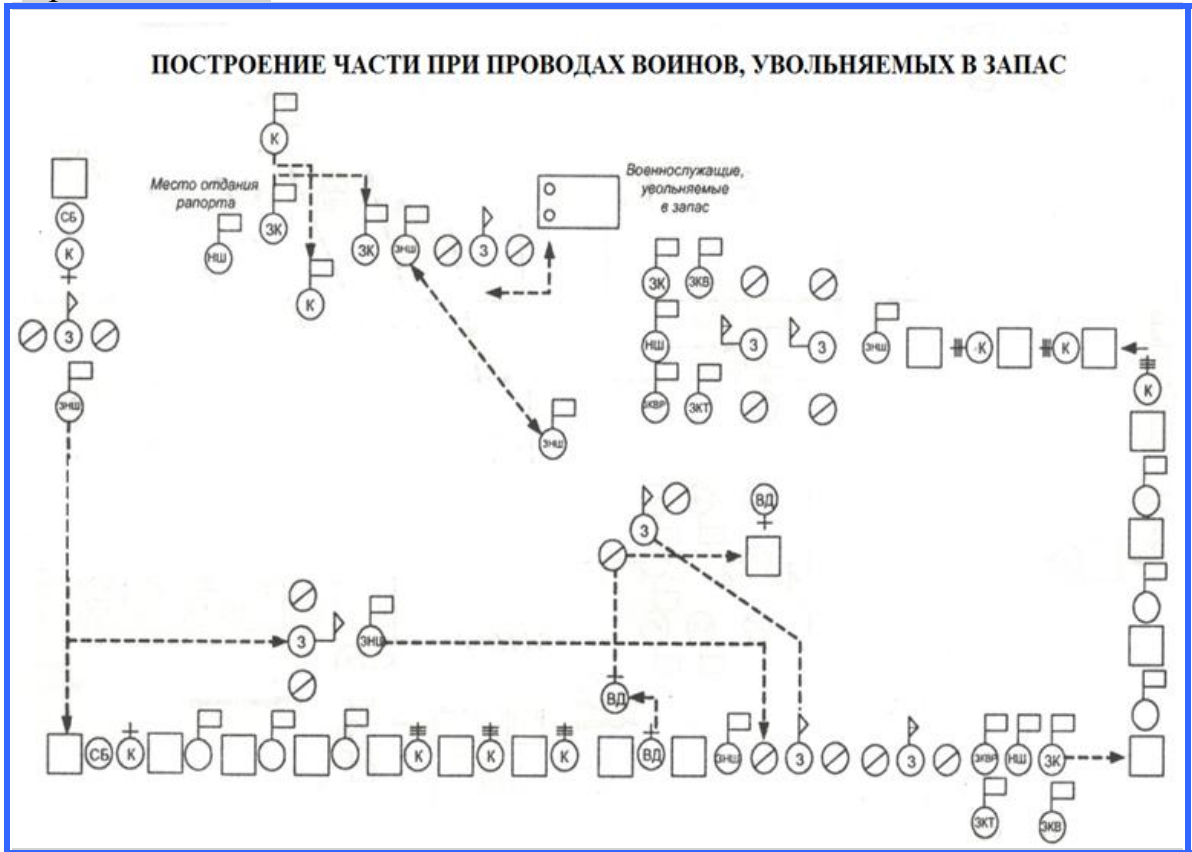 ПОСТРОЕНИЕ ЧАСТИ ПРИ ПРОВОДАХ ВОИНОВ, УВОЛЬНЯЕМЫХ В ЗАПАС
К
Место отдания
рапорта
Военнослужащие,
увольняемые
в запас
СБ
К
НШ
ЗК
ЗК
ЗНШ
З
К
З
ЗНШ
ЗК
ЗКВ
НШ
З
З
ЗНШ
К
К
К
ЗКВР
ЗКТ
ЗНШ
З
ВД
З
ЗНШ
ВД
СБ
К
К
К
К
ВД
ЗНШ
З
З
ЗКВР
НШ
ЗК
ЗКТ
ЗКВ